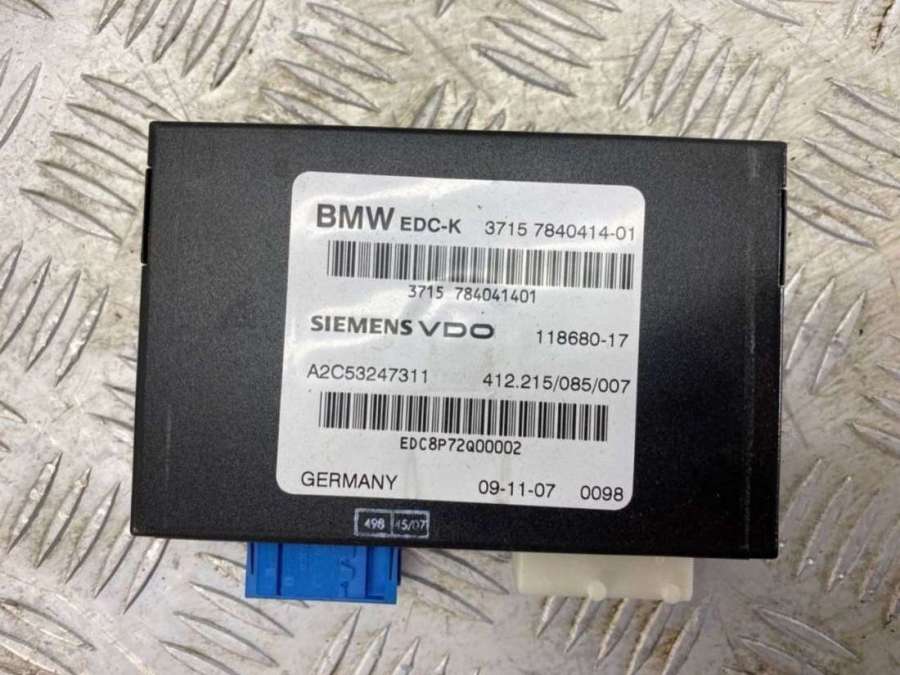 BMW EDC-K 3715 7840414-01
3715 784041401
SIEMENS VDO 118680-17
A2C53247311 412.215/085/007
EDC8P72Q00002
GERMANY 09-11-07 0098
498 45/07